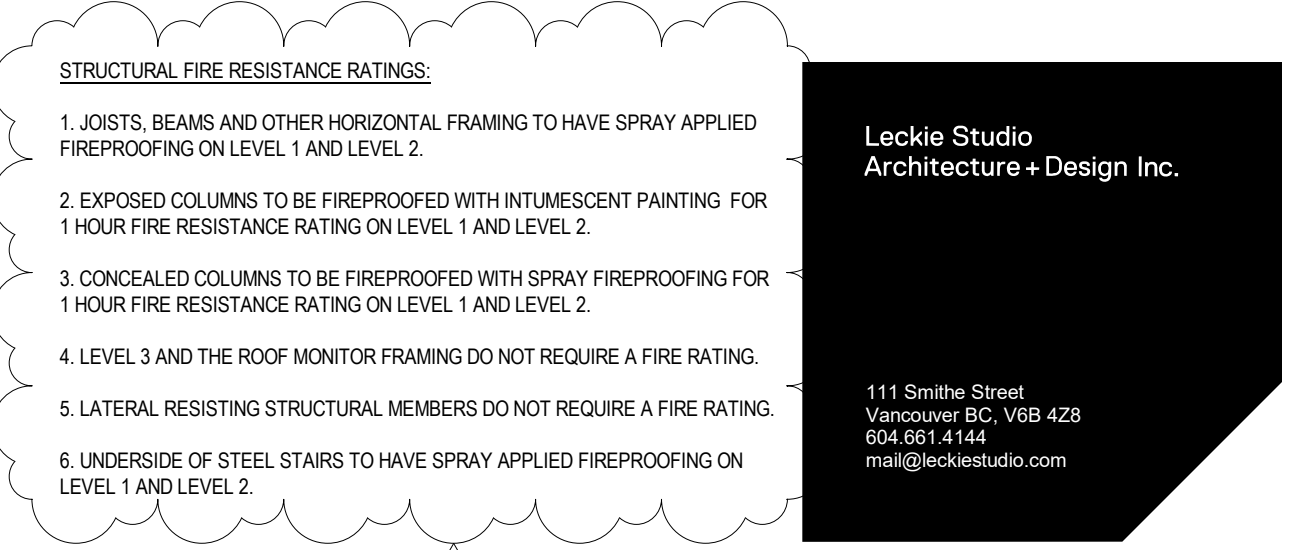 STRUCTURAL FIRE RESISTANCE RATINGS:
1. JOISTS, BEAMS AND OTHER HORIZONTAL FRAMING TO HAVE SPRAY APPLIED
FIREPROOFING ON LEVEL 1 AND LEVEL 2.
2. EXPOSED COLUMNS TO BE FIREPROOFED WITH INTUMESCENT PAINTING  FOR
1 HOUR FIRE RESISTANCE RATING ON LEVEL 1 AND LEVEL 2.
3. CONCEALED COLUMNS TO BE FIREPROOFED WITH SPRAY FIREPROOFING FOR
1 HOUR FIRE RESISTANCE RATING ON LEVEL 1 AND LEVEL 2.
4. LEVEL 3 AND THE ROOF MONITOR FRAMING DO NOT REQUIRE A FIRE RATING.
5. LATERAL RESISTING STRUCTURAL MEMBERS DO NOT REQUIRE A FIRE RATING.
6. UNDERSIDE OF STEEL STAIRS TO HAVE SPRAY APPLIED FIREPROOFING ON
LEVEL 1 AND LEVEL 2.
Leckie Studio
Architecture + Design Inc.
111 Smithe Street
Vancouver BC, V6B 4Z8
604.661.4144
mail@leckiestudio.com